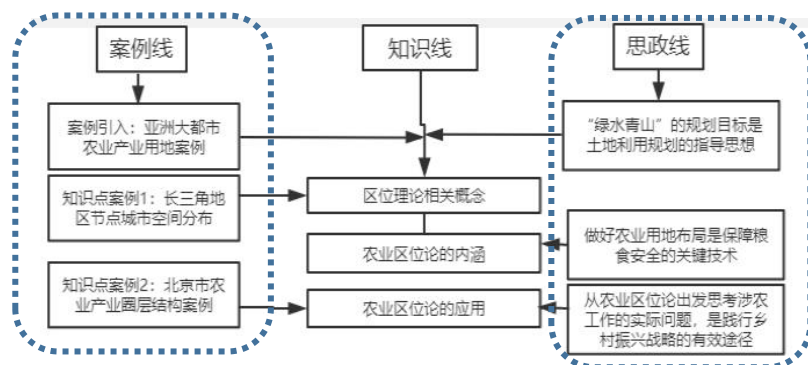 案例线
知识线
思政线
案例引入：亚洲大都市
农业产业用地案例
“绿水青山”的规划目标是
土地利用规划的指导思想
知识点案例1：长三角地
区节点城市空间分布
区位理论相关概念
农业区位论的内涵
做好农业用地布局是保障粮
食安全的关键技术
知识点案例2：北京市农
业产业圈层结构案例
农业区位论的应用
从农业区位论出发思考涉农
工作的实际问题，是践行乡
村振兴战略的有效途径